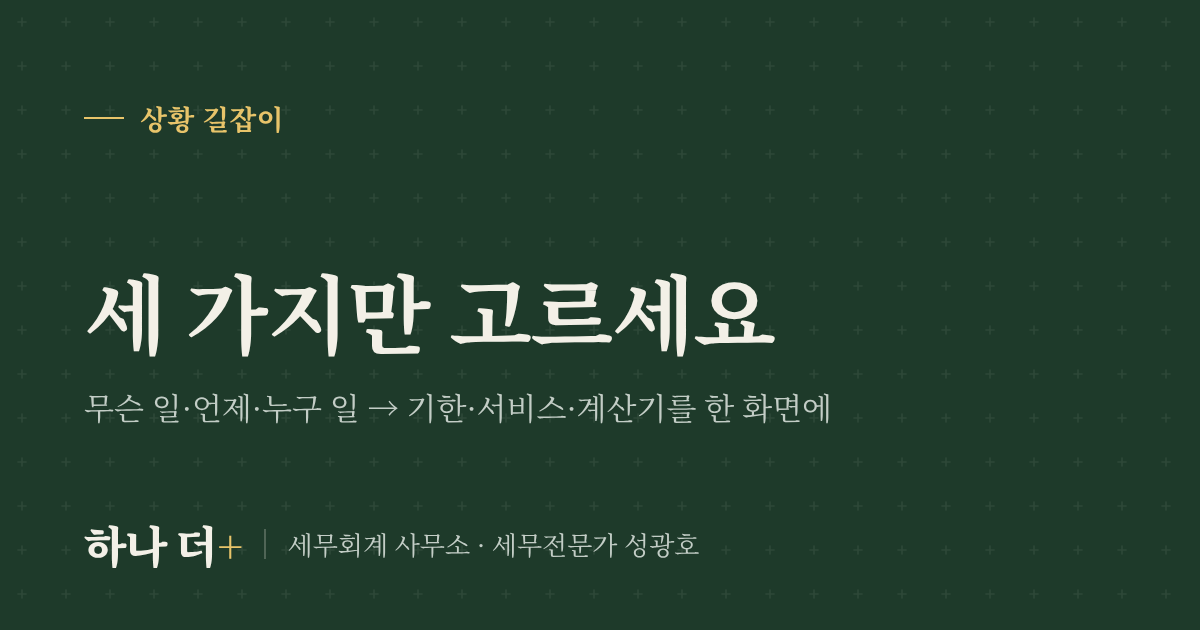 상황 길잡이
세 가지만 고르세요
무슨 일·언제·누구 일 → 기한·서비스·계산기를 한 화면에
하나 더+ 세무회계 사무소 · 세무전문가 성광호